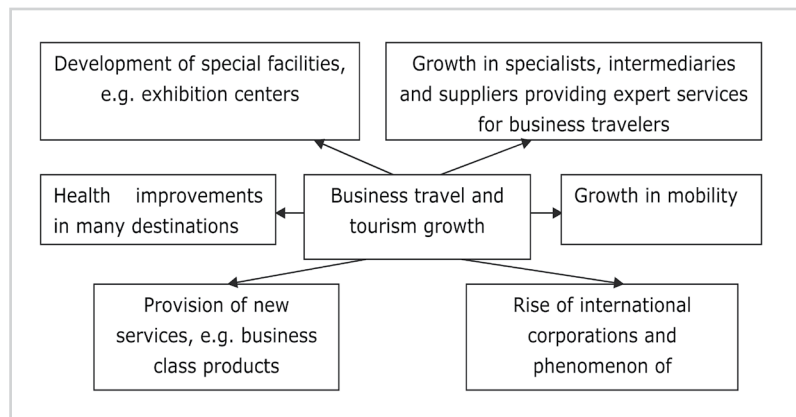 Development of special facilities,
e.g. exhibition centers
Growth in specialists, intermediaries
and suppliers providing expert services
for business travelers
Health improvements
in many destinations
Business travel and
tourism growth
Growth in mobility
Provision of new
services, e.g. business
class products
Rise of international
corporations and
phenomenon of